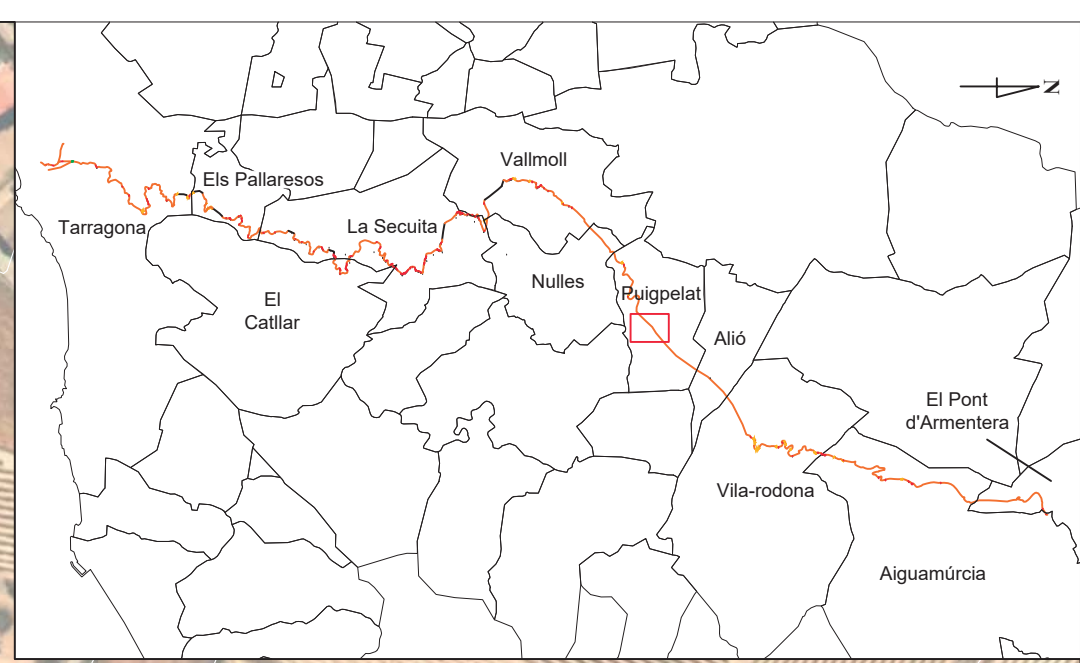 N
Vallmoll
Els Pallaresos
Tarragona
La Secuita
Nulles
El
Catllar
Puigpelat
Alió
El Pont
d'Armentera
Vila-rodona
Aiguamúrcia